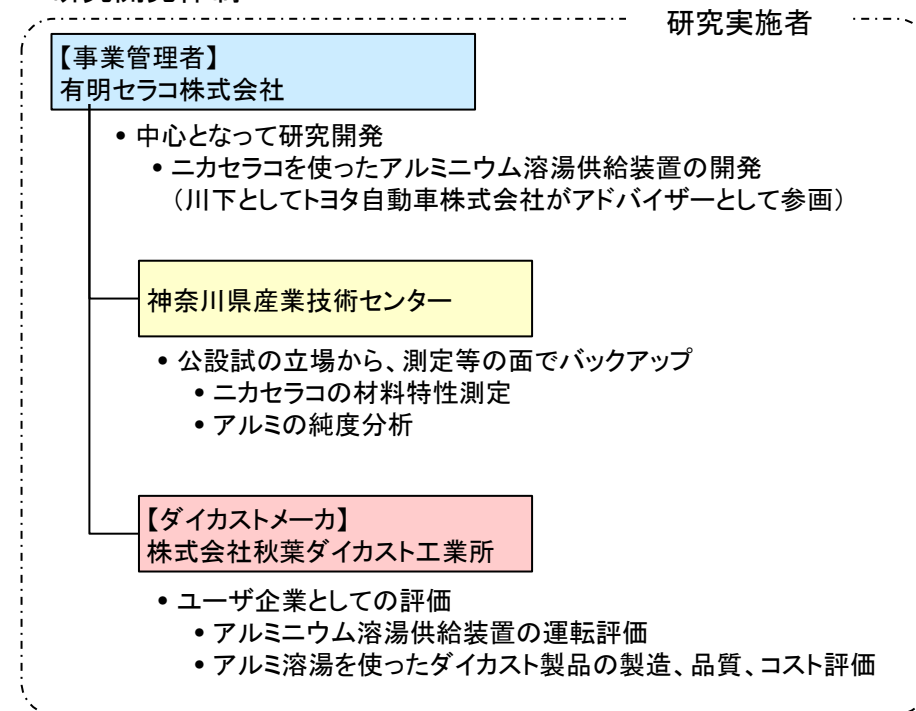 研究実施者
【事業管理者】
有明セラコ株式会社
• 中心となって研究開発
• ニカセラコを使ったアルミニウム溶湯供給装置の開発
（川下としてトヨタ自動車株式会社がアドバイザーとして参画）
神奈川県産業技術センター
• 公設試の立場から、測定等の面でバックアップ
• ニカセラコの材料特性測定
• アルミの純度分析
【ダイカストメーカ】
株式会社秋葉ダイカスト工業所
• ユーザ企業としての評価
• アルミニウム溶湯供給装置の運転評価
• アルミ溶湯を使ったダイカスト製品の製造、品質、コスト評価